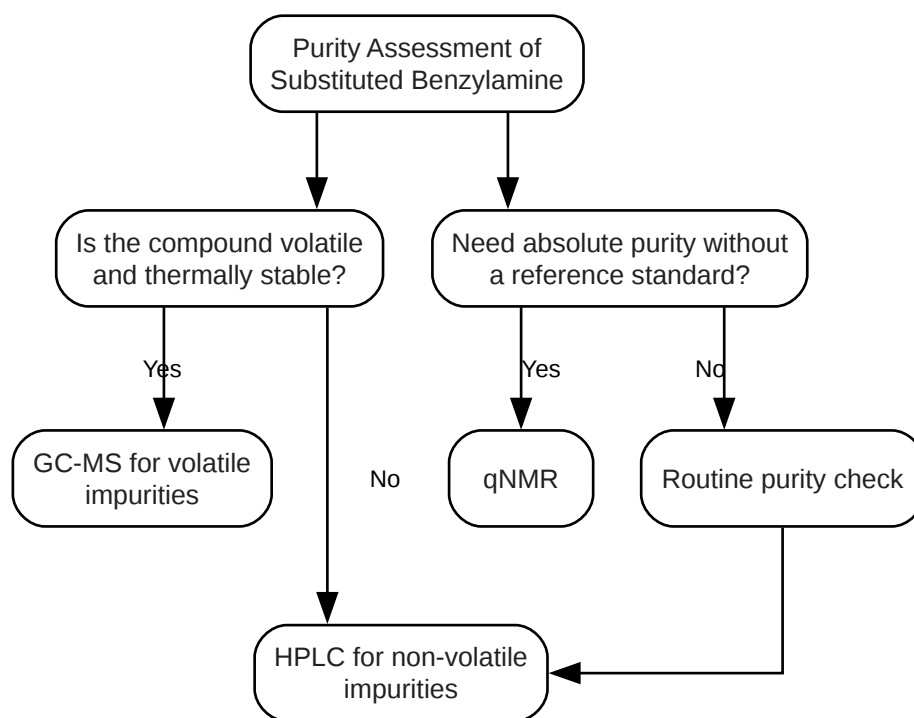 Purity Assessment of
Substituted Benzylamine
Is the compound volatile
and thermally stable?
Need absolute purity without
a reference standard?
Yes
Yes
No
GC-MS for volatile
impurities
No
qNMR
Routine purity check
HPLC for non-volatile
impurities